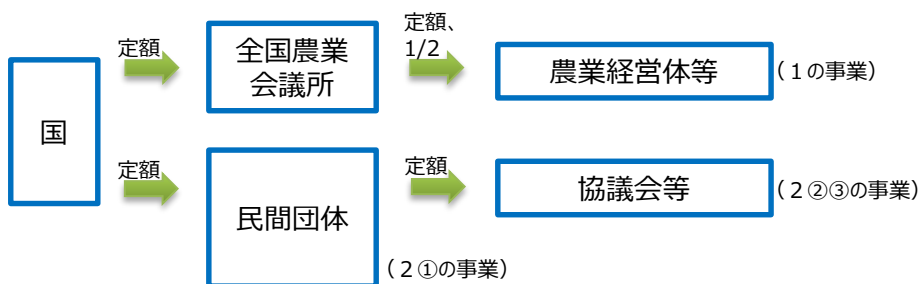 国
定額
全国農業
会議所
定額、
1/2
農業経営体等
（１の事業）
定額
民間団体
（２①の事業）
定額
協議会等
（２②③の事業）